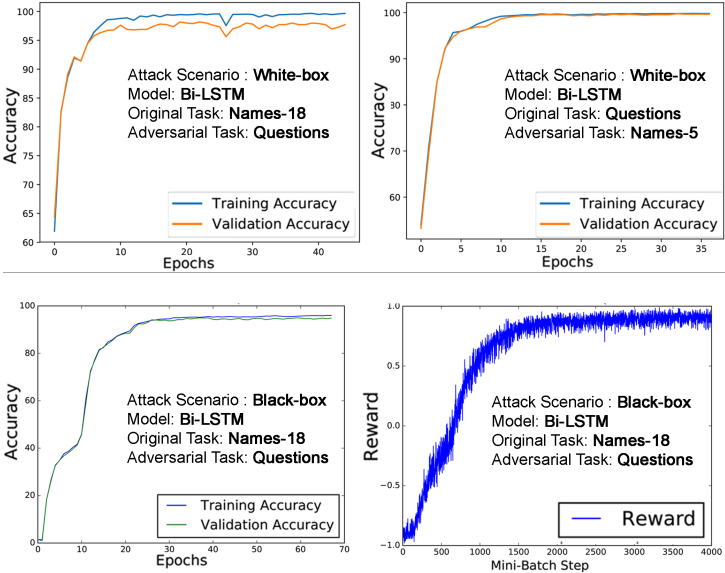 100
95
90
85
80
75
70
65
60
0
10
20
30
40
Accuracy
Epochs
Attack Scenario : White-box
Model: Bi-LSTM
Original Task: Names-18
Adversarial Task: Questions
Training Accuracy
Validation Accuracy
100
90
80
30
70
60
0
5
10
15
20
25
30
35
Accuracy
Epochs
Attack Scenario : White-box
Model: Bi-LSTM
Original Task: Questions
Adversarial Task: Names-5
Training Accuracy
Validation Accuracy
100
80
60
40
20
0
0
10
20
30
40
50
60
70
Accuracy
Epochs
Attack Scenario : Black-box
Model: Bi-LSTM
Original Task: Names-18
Adversarial Task: Questions
Training Accuracy
Validation Accuracy
1.0
0.5
0.0
−0.5
−1.0
0
500
1000
1500
2000
2500
3000
3500
4000
Reward
Mini-Batch Step
Attack Scenario : Black-box
Model: Bi-LSTM
Original Task: Names-18
Adversarial Task: Questions
Reward